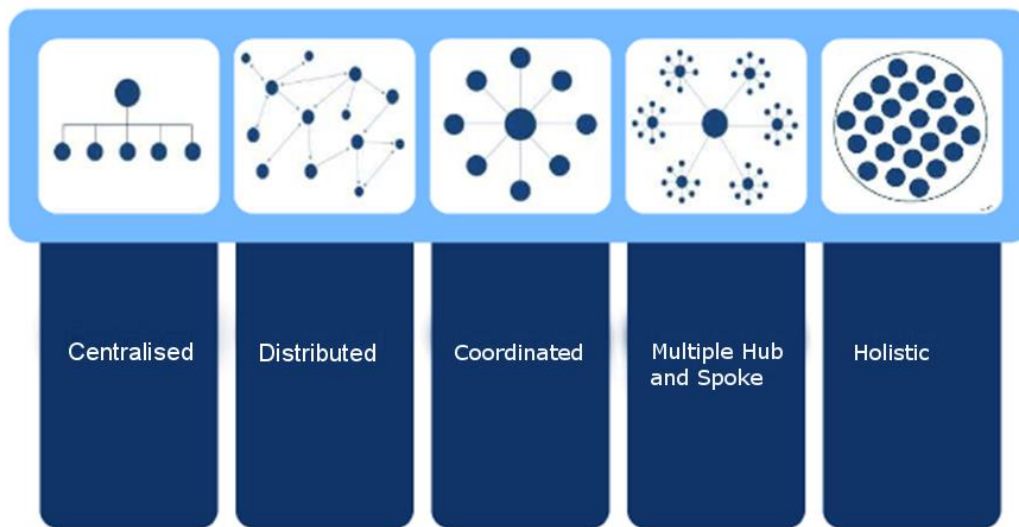 Centralised
Distributed
Coordinated
Multiple Hub
and Spoke
Holistic